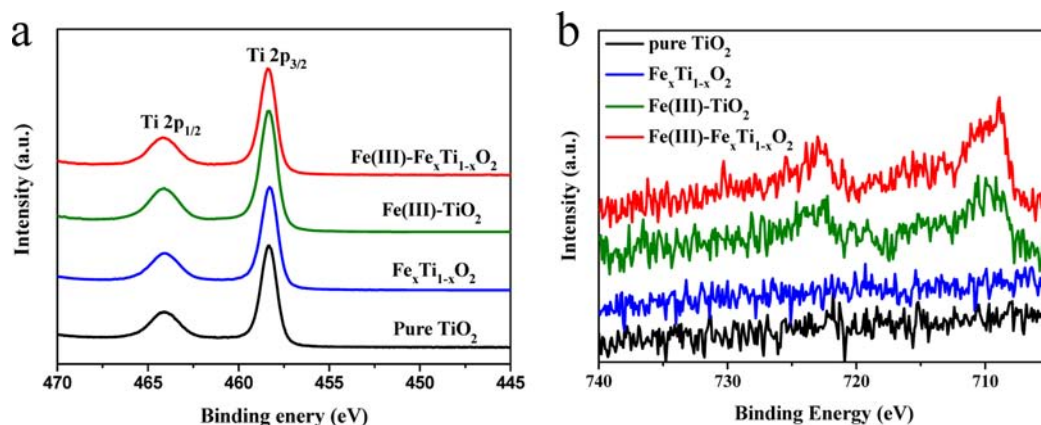 a
Ti 2p3/2
Ti 2p1/2
Fe(III)-FexTi1-xO2
Fe(III)-TiO2
FexTi1-xO2
Pure TiO2
Intensity (a.u.)
470 465 460 455 450 445
Binding enery (eV)
b
pure TiO2
FexTi1-xO2
Fe(III)-TiO2
Fe(III)-FexTi1-xO2
Intensity (a.u.)
740 730 720 710
Binding Energy (eV)